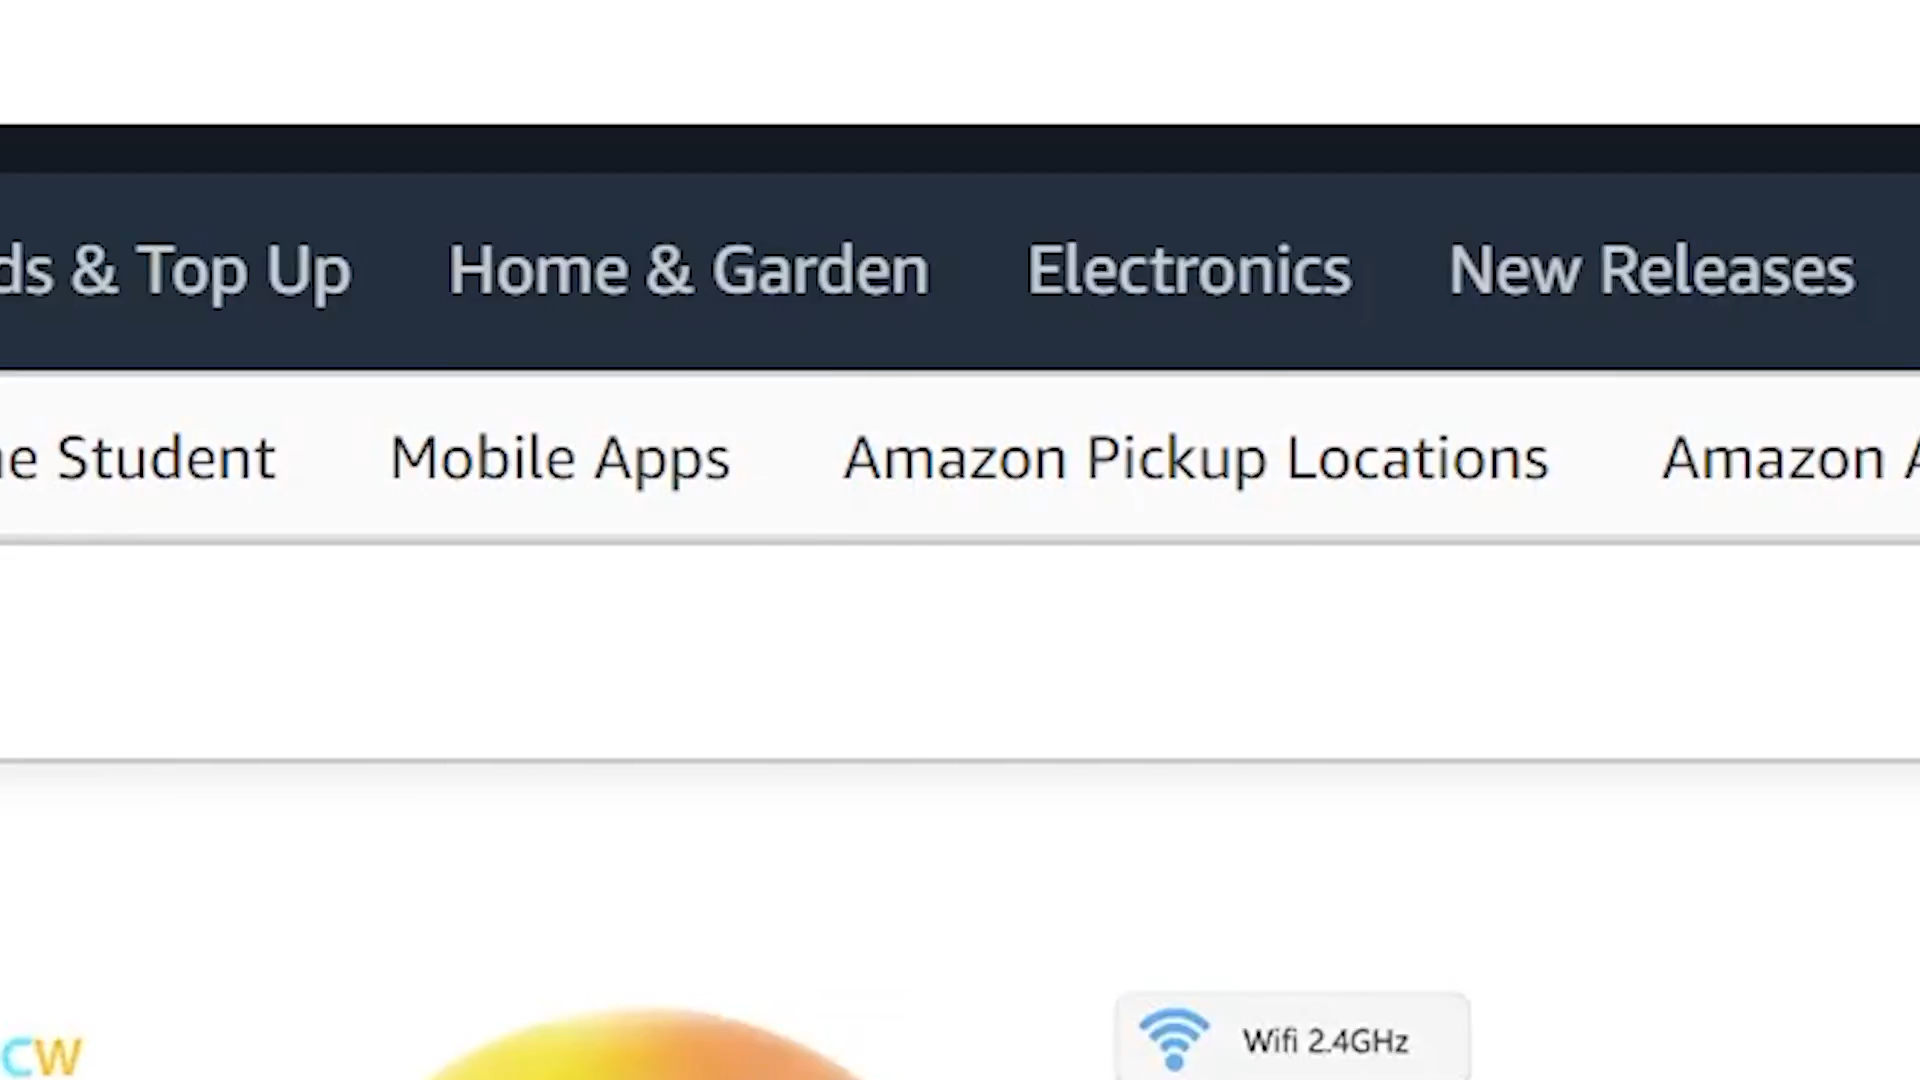 ds & Top Up Home & Garden Electronics New Releases
e Student Mobile Apps Amazon Pickup Locations Amazon A
CW Wifi 2.4GHz